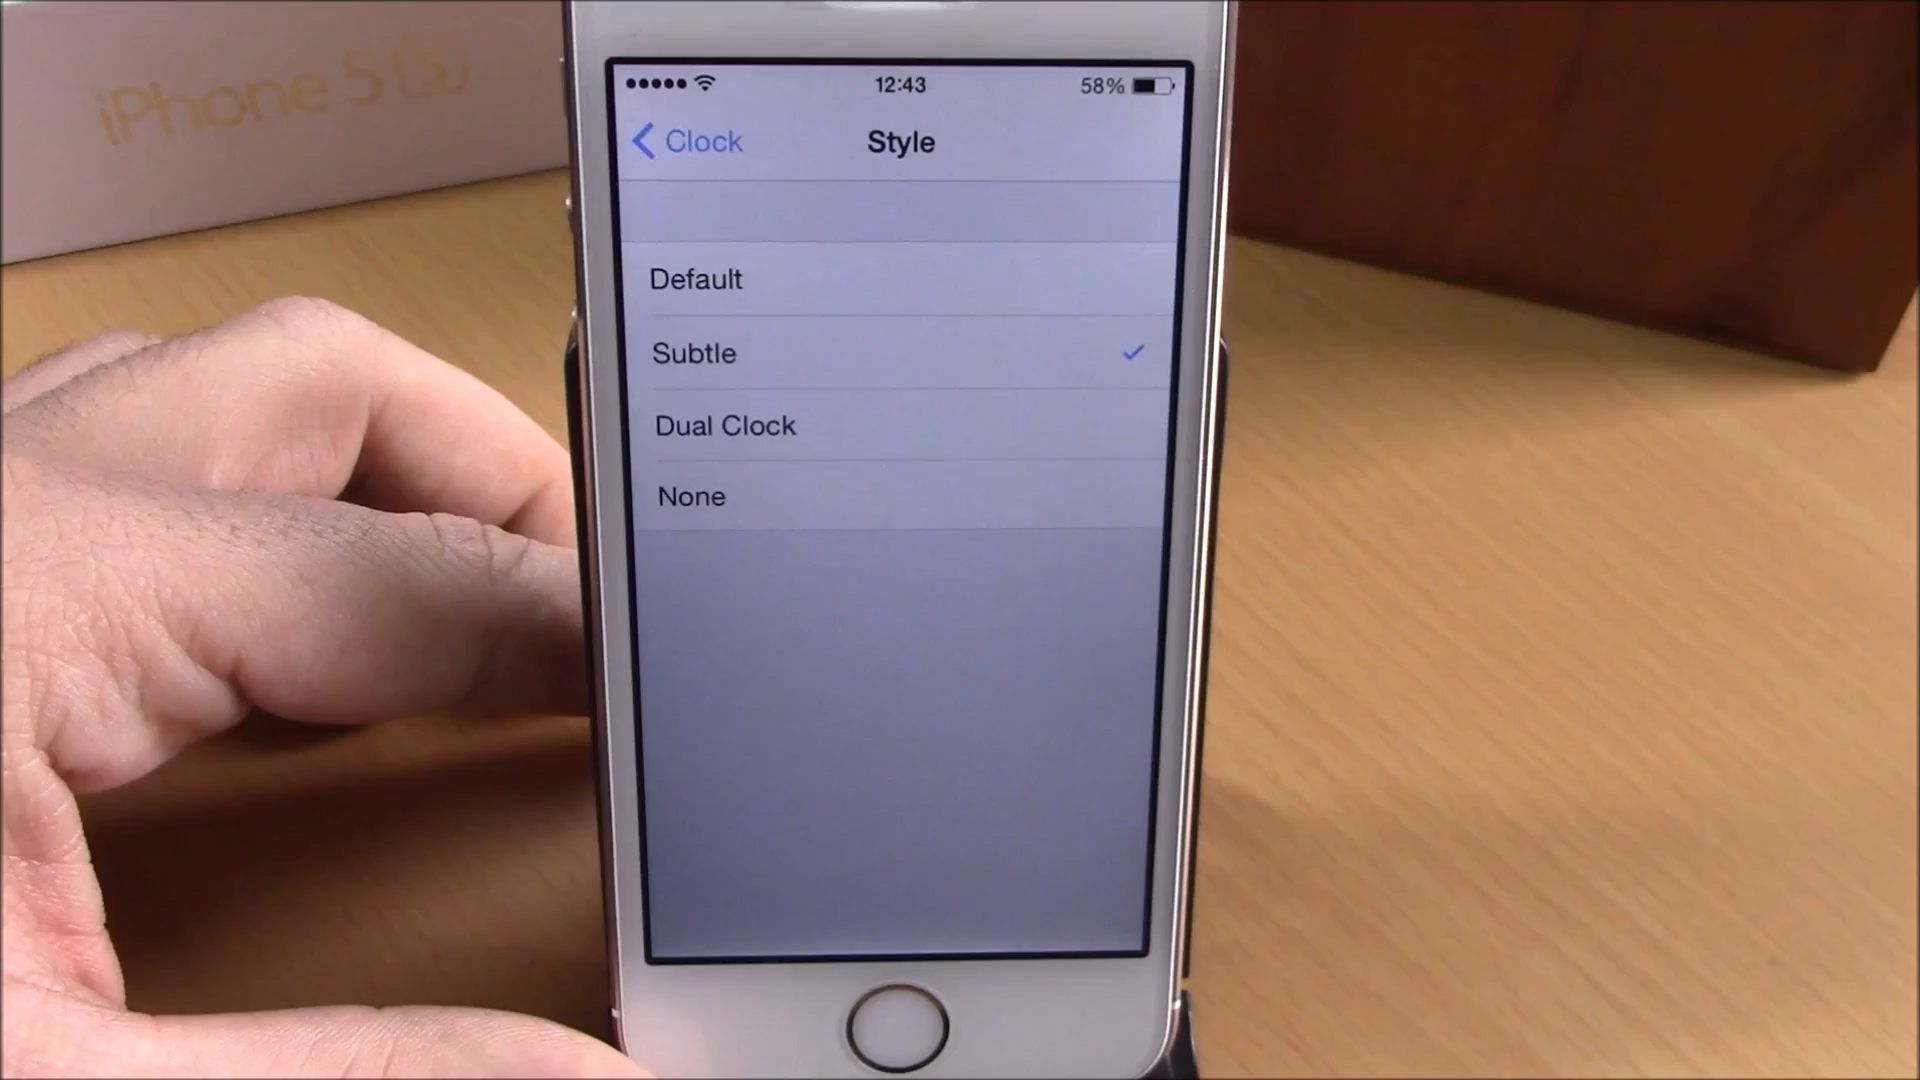 iPhone 5s
12:43
58%
Clock
Style
Default
Subtle
Dual Clock
None